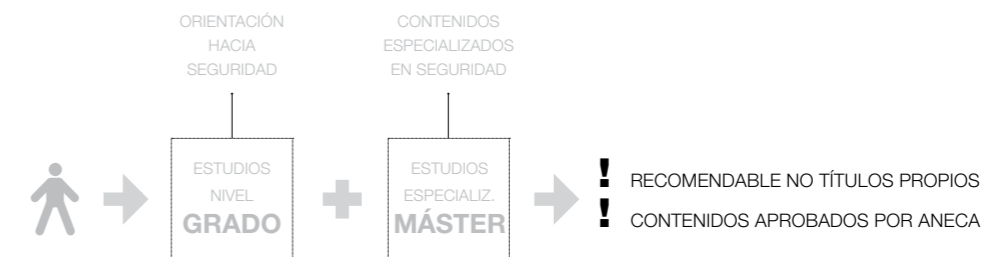 ORIENTACIÓN
HACIA
SEGURIDAD
CONTENIDOS
ESPECIALIZADOS
EN SEGURIDAD
ESTUDIOS
NIVEL
GRADO
ESTUDIOS
ESPECIALIZ.
MÁSTER
! RECOMENDABLE NO TÍTULOS PROPIOS
! CONTENIDOS APROBADOS POR ANECA